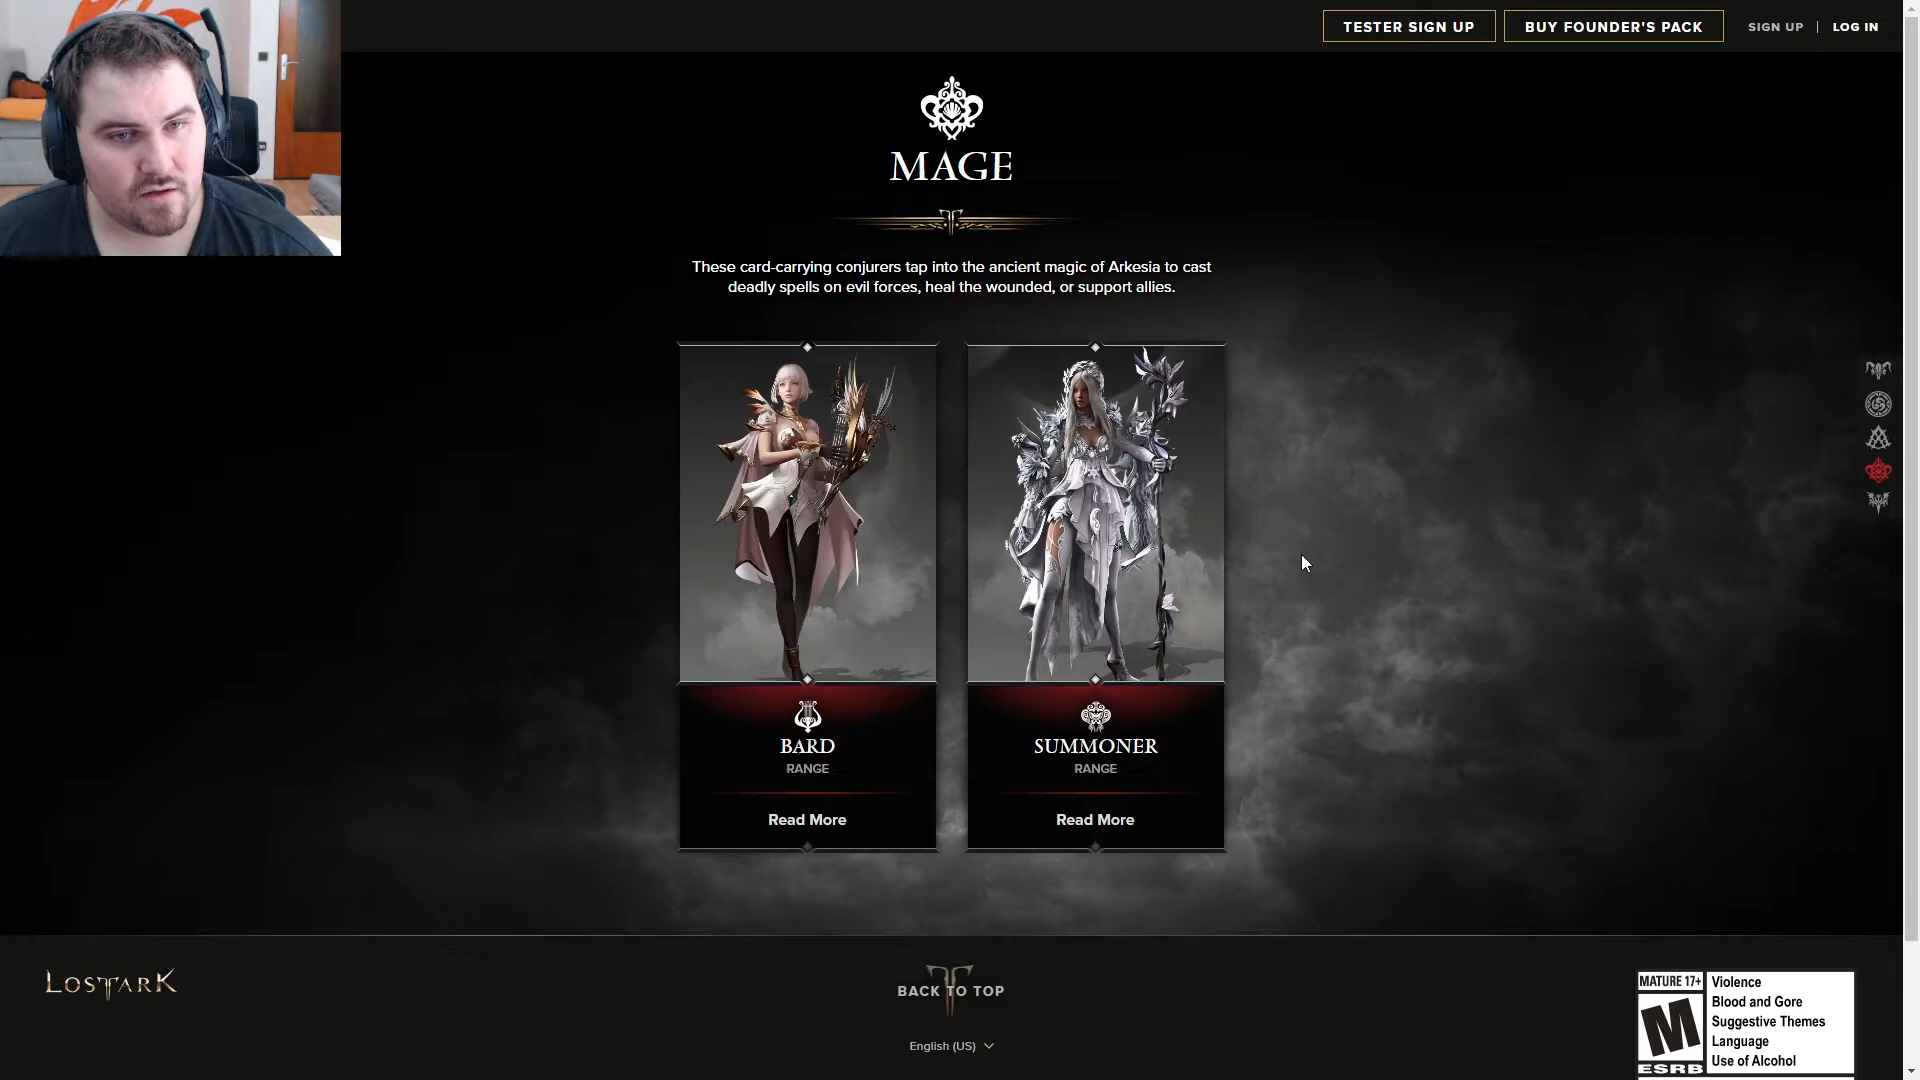 TESTER SIGN UP
BUY FOUNDER'S PACK
SIGN UP
LOG IN
MAGE
These card-carrying conjurers tap into the ancient magic of Arkesia to cast
deadly spells on evil forces, heal the wounded, or support allies.
BARD
RANGE
Read More
SUMMONER
RANGE
Read More
LOST ARK
BACK TO TOP
English (US)
MATURE 17+
M
ESRB
Violence
Blood and Gore
Suggestive Themes
Language
Use of Alcohol